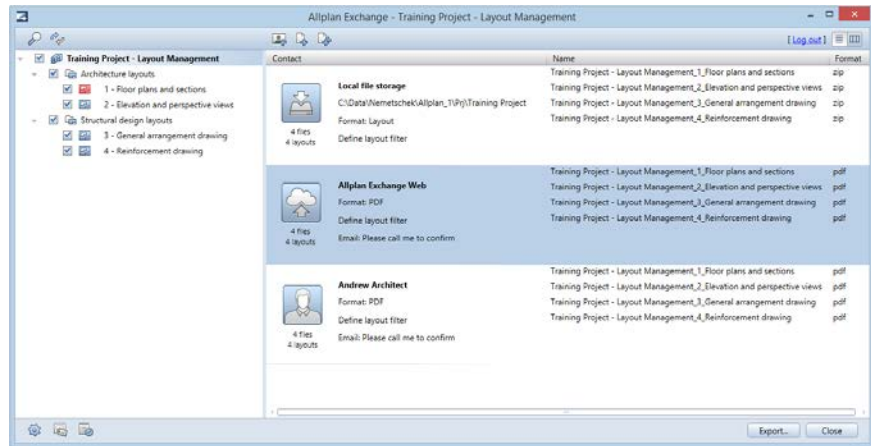 Allplan Exchange - Training Project - Layout Management
[ Log out ]
Training Project - Layout Management
Architecture layouts
1 - Floor plans and sections
2 - Elevation and perspective views
Structural design layouts
3 - General arrangement drawing
4 - Reinforcement drawing
Contact Name Format
4 files
4 layouts
Local file storage
C:\Data\Nemetschek\Allplan_1\Prj\Training Project
Format: Layout
Define layout filter
Training Project - Layout Management_1_Floor plans and sections zip
Training Project - Layout Management_2_Elevation and perspective views zip
Training Project - Layout Management_3_General arrangement drawing zip
Training Project - Layout Management_4_Reinforcement drawing zip
4 files
4 layouts
Allplan Exchange Web
Format: PDF
Define layout filter
Email: Please call me to confirm
Training Project - Layout Management_1_Floor plans and sections pdf
Training Project - Layout Management_2_Elevation and perspective views pdf
Training Project - Layout Management_3_General arrangement drawing pdf
Training Project - Layout Management_4_Reinforcement drawing pdf
4 files
4 layouts
Andrew Architect
Format: PDF
Define layout filter
Email: Please call me to confirm
Training Project - Layout Management_1_Floor plans and sections pdf
Training Project - Layout Management_2_Elevation and perspective views pdf
Training Project - Layout Management_3_General arrangement drawing pdf
Training Project - Layout Management_4_Reinforcement drawing pdf
Export... Close